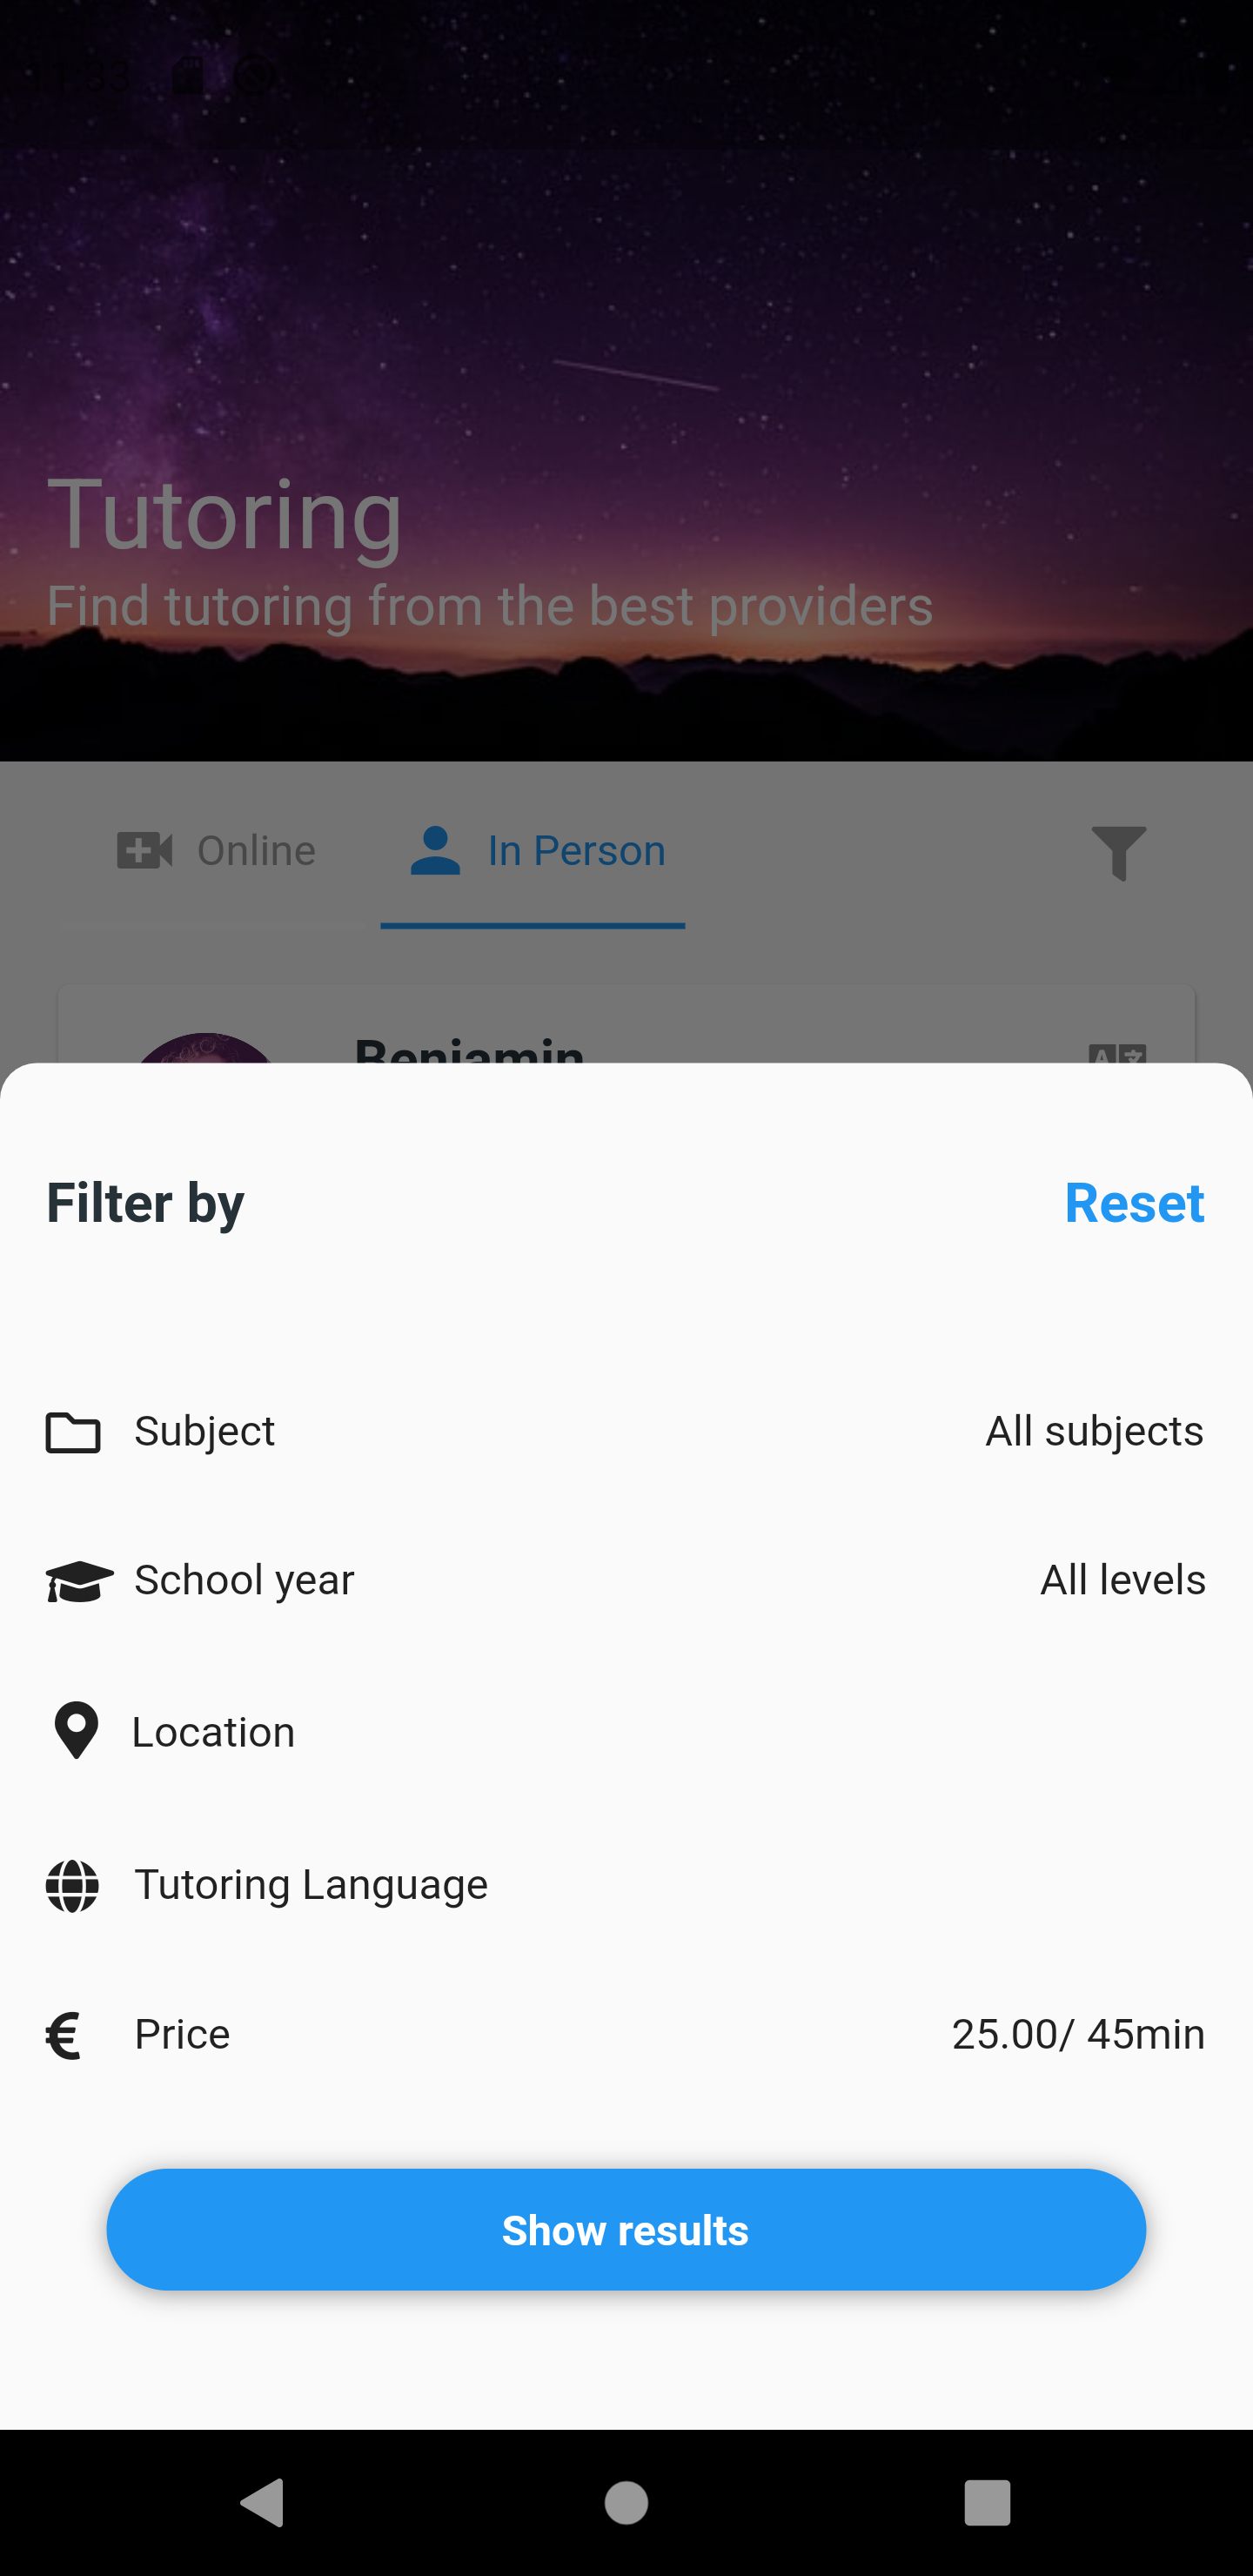 Tutoring
Find tutoring from the best providers
Online
In Person
Benjamin
Filter by
Reset
Subject
All subjects
School year
All levels
Location
Tutoring Language
Price
25.00/ 45min
Show results